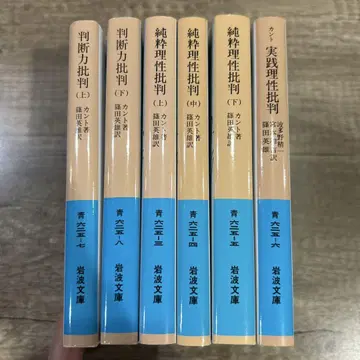 判断力批判(上)
カント著
篠田英雄訳
青六二五-七
岩波文庫
判断力批判(下)
カント著
篠田英雄訳
青六二五-八
岩波文庫
純粋理性批判(上)
カント著
篠田英雄訳
青六二五-三
岩波文庫
純粋理性批判(中)
カント著
篠田英雄訳
青六二五-四
岩波文庫
純粋理性批判(下)
カント著
篠田英雄訳
青六二五-五
岩波文庫
カント
実践理性批判
波多野精一
宮本和吉訳
篠田英雄
青六二五-六
岩波文庫